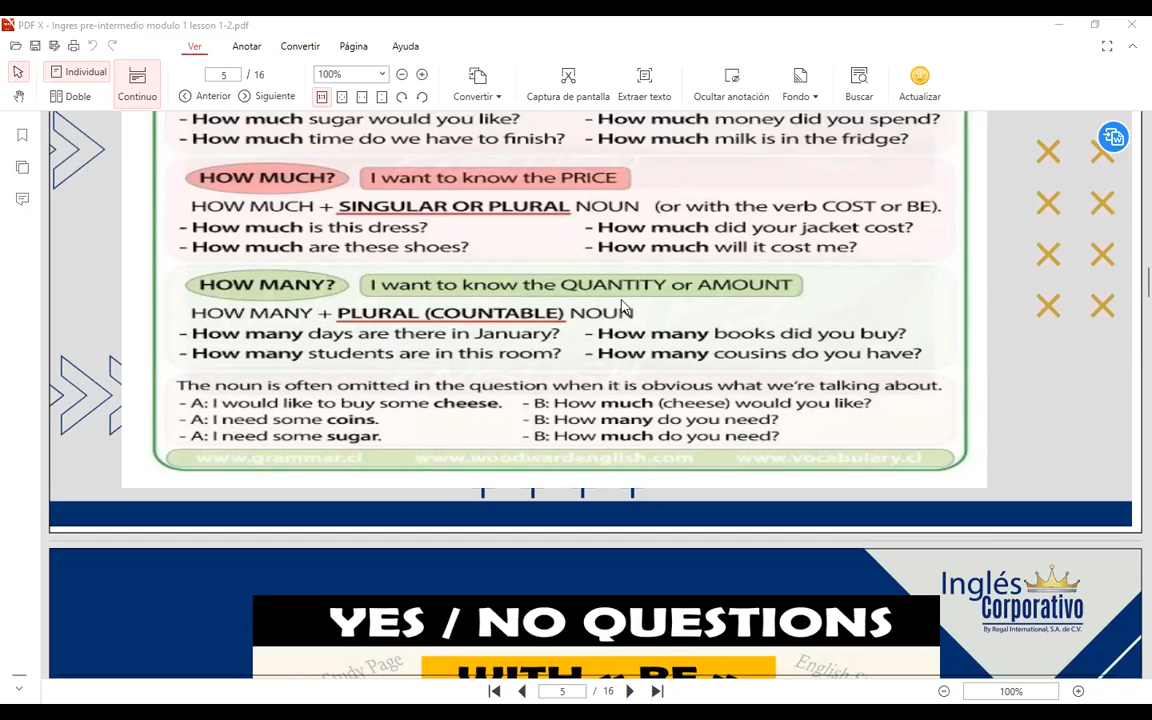 PDF X - Ingres pre-intermedio modulo 1 lesson 1-2.pdf
Ver Anotar Convertir Página Ayuda
Individual
Doble
Continuo
5 / 16
Anterior Siguiente
100%
Convertir
Captura de pantalla
Extraer texto
Ocultar anotación
Fondo
Buscar
Actualizar
- How much sugar would you like? - How much money did you spend?
- How much time do we have to finish? - How much milk is in the fridge?
HOW MUCH? I want to know the PRICE
HOW MUCH + SINGULAR OR PLURAL NOUN (or with the verb COST or BE).
- How much is this dress? - How much did your jacket cost?
- How much are these shoes? - How much will it cost me?
HOW MANY? I want to know the QUANTITY or AMOUNT
HOW MANY + PLURAL (COUNTABLE) NOUN
- How many days are there in January? - How many books did you buy?
- How many students are in this room? - How many cousins do you have?
The noun is often omitted in the question when it is obvious what we're talking about.
- A: I would like to buy some cheese. - B: How much (cheese) would you like?
- A: I need some coins. - B: How many do you need?
- A: I need some sugar. - B: How much do you need?
www.grammar.cl www.woodwardenglish.com www.vocabulary.cl
Inglés
Corporativo
By Regal International, S.A. de C.V.
YES / NO QUESTIONS
Study Page
WITH « BE »
5 / 16
100%